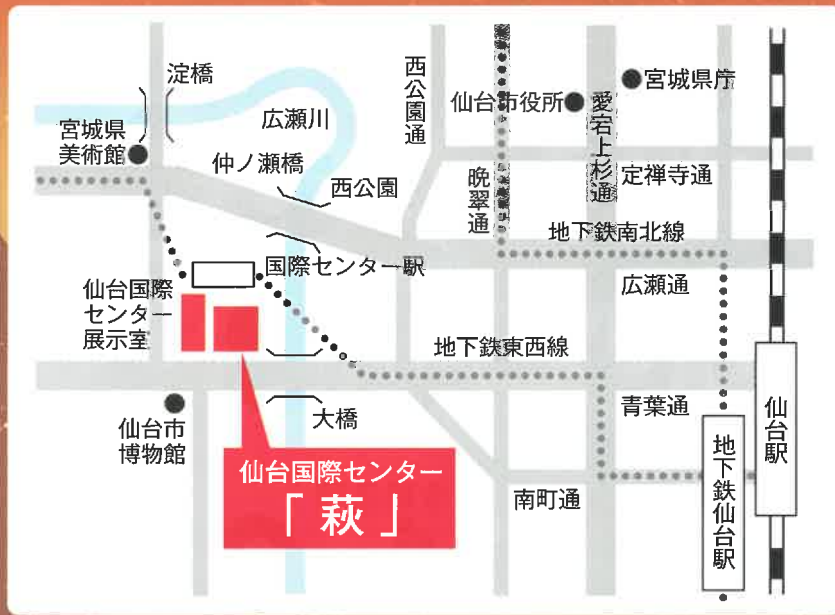 淀橋
宮城県
美術館
広瀬川
仲ノ瀬橋
西公園
西公園通
仙台市役所
宮城県庁
愛宕上杉通
晩翠通
定禅寺通
地下鉄南北線
国際センター駅
広瀬通
仙台国際
センター
展示室
地下鉄東西線
青葉通
仙台市
博物館
大橋
仙台国際センター
「萩」
南町通
地下鉄仙台駅
仙台駅